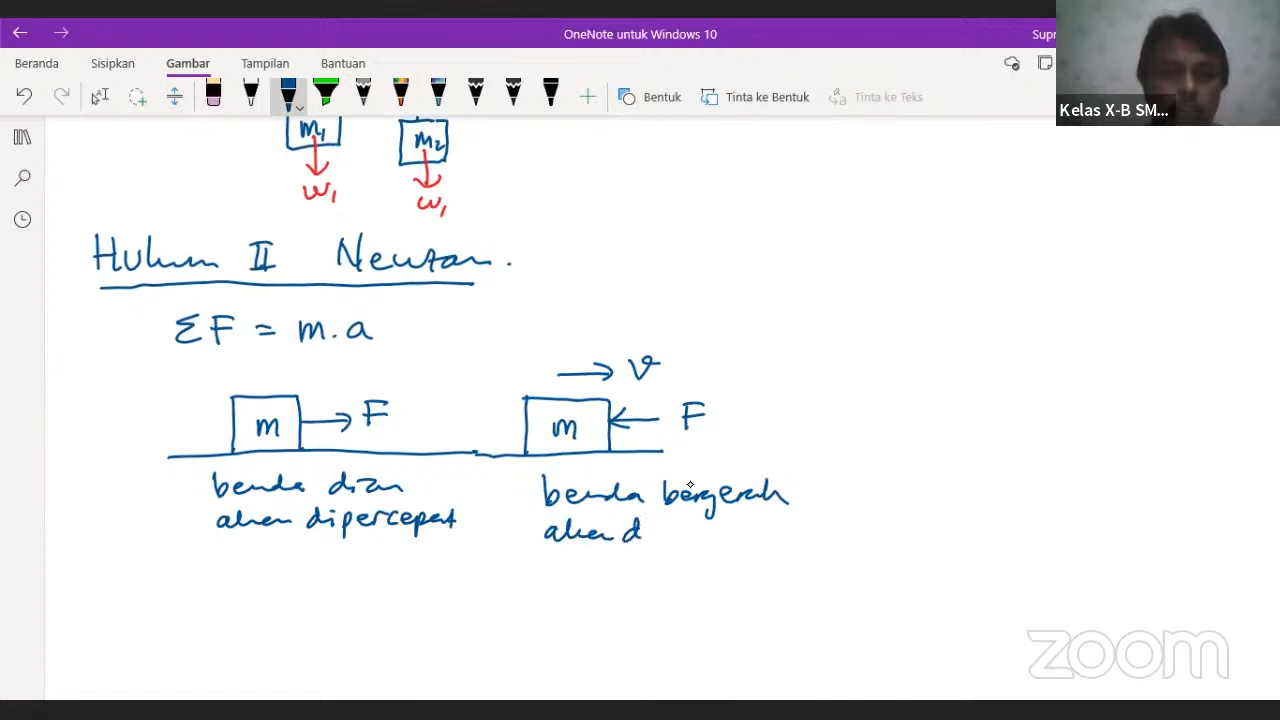 OneNote untuk Windows 10
Supr
Beranda Sisipkan Gambar Tampilan Bantuan
Bentuk Tinta ke Bentuk Tinta ke Teks
Kelas X-B SM...
m1 m2
w1 w1
Hukum II Newton.
ΣF = m.a
v
m F m F
benda diam benda bergerak
akan dipercepat akan d
zoom